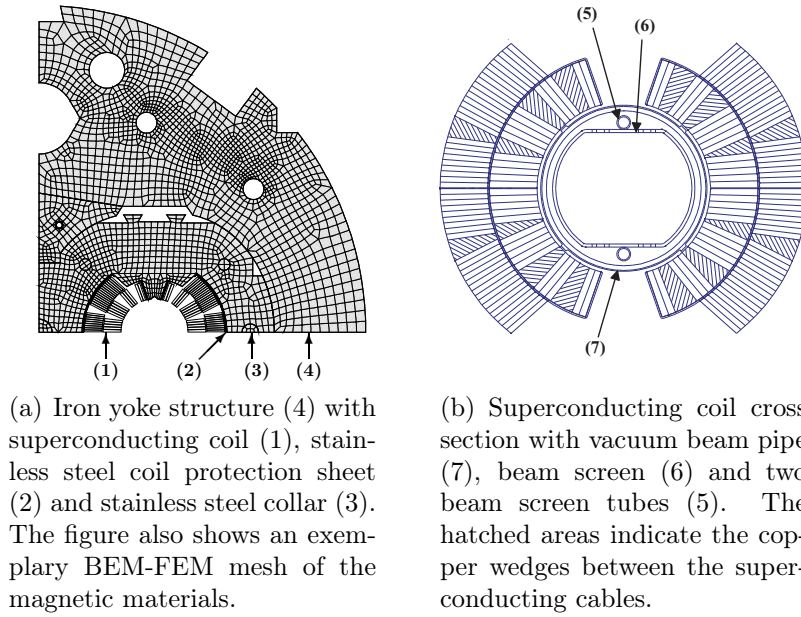 (5)
(6)
(7)
(1)
(2)
(3)
(4)
(a) Iron yoke structure (4) with
superconducting coil (1), stain-
less steel coil protection sheet
(2) and stainless steel collar (3).
The figure also shows an exem-
plary BEM-FEM mesh of the
magnetic materials.
(b) Superconducting coil cross
section with vacuum beam pipe
(7), beam screen (6) and two
beam screen tubes (5). The
hatched areas indicate the cop-
per wedges between the super-
conducting cables.